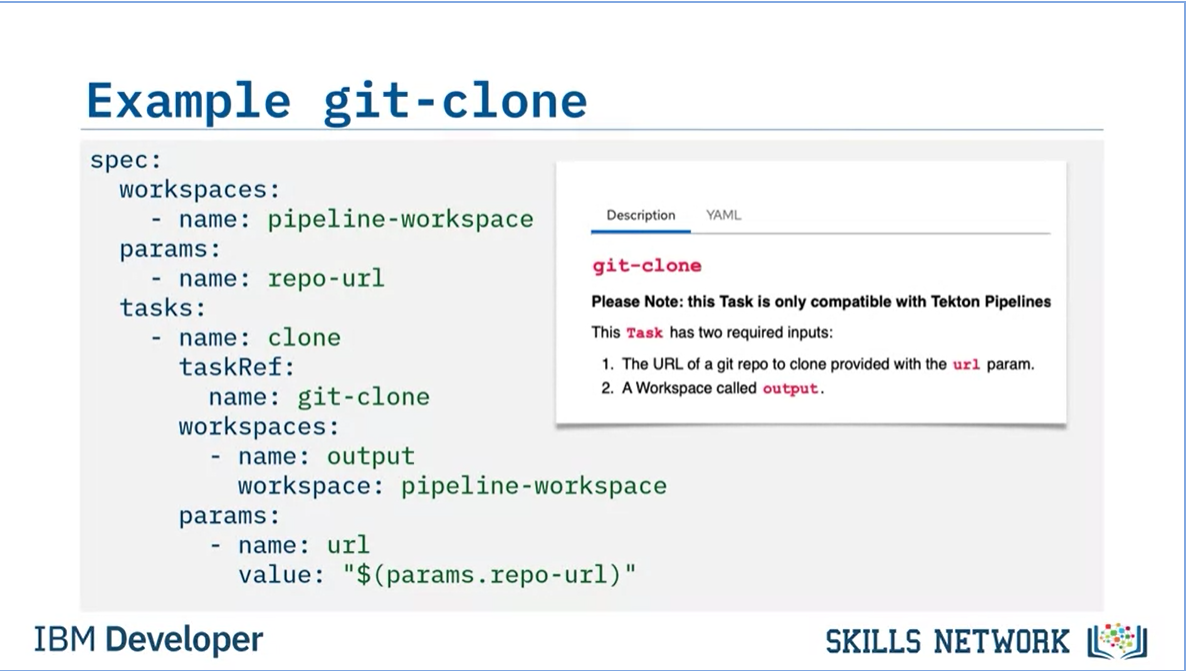 Example git-clone
spec:
  workspaces:
    - name: pipeline-workspace
  params:
    - name: repo-url
  tasks:
    - name: clone
      taskRef:
        name: git-clone
      workspaces:
        - name: output
          workspace: pipeline-workspace
      params:
        - name: url
          value: "$(params.repo-url)"
Description YAML
git-clone
Please Note: this Task is only compatible with Tekton Pipelines
This Task has two required inputs:
1. The URL of a git repo to clone provided with the url param.
2. A Workspace called output.
IBM Developer
SKILLS NETWORK